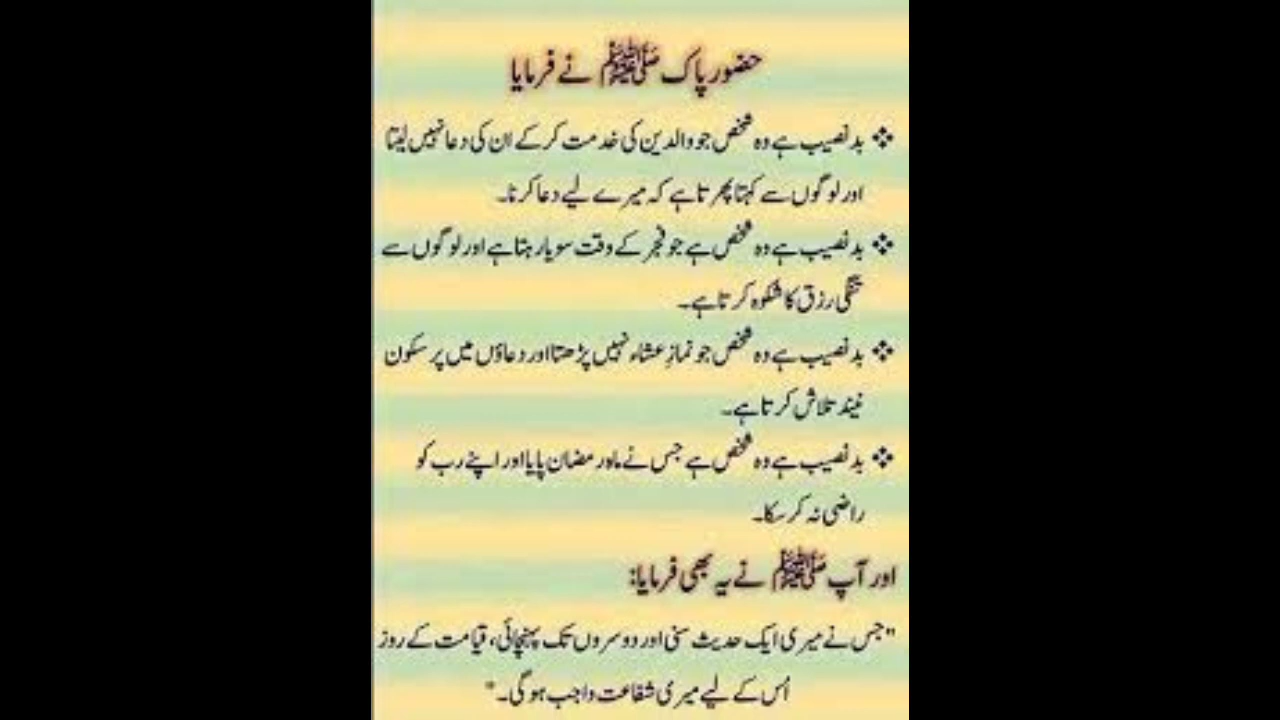 حضور پاک ﷺ نے فرمایا
❖ بدنصیب ہے وہ شخص جو والدین کی خدمت کرکے ان کی دعا نہیں لیتا
اور لوگوں سے کہتا پھرتا ہے کہ میرے لیے دعا کرنا۔
❖ بدنصیب ہے وہ شخص ہے جو فجر کے وقت سویا رہتا ہے اور لوگوں سے
تنگی رزق کا شکوہ کرتا ہے۔
❖ بدنصیب ہے وہ شخص جو نمازِ عشاء نہیں پڑھتا اور دعاؤں میں پر سکون
نیند تلاش کرتا ہے۔
❖ بدنصیب ہے وہ شخص ہے جس نے ماہ رمضان پایا اور اپنے رب کو
راضی نہ کر سکا۔
اور آپ ﷺ نے یہ بھی فرمایا:
"جس نے میری ایک حدیث سنی اور دوسروں تک پہنچائی، قیامت کے روز
اُس کے لیے میری شفاعت واجب ہو گی۔"